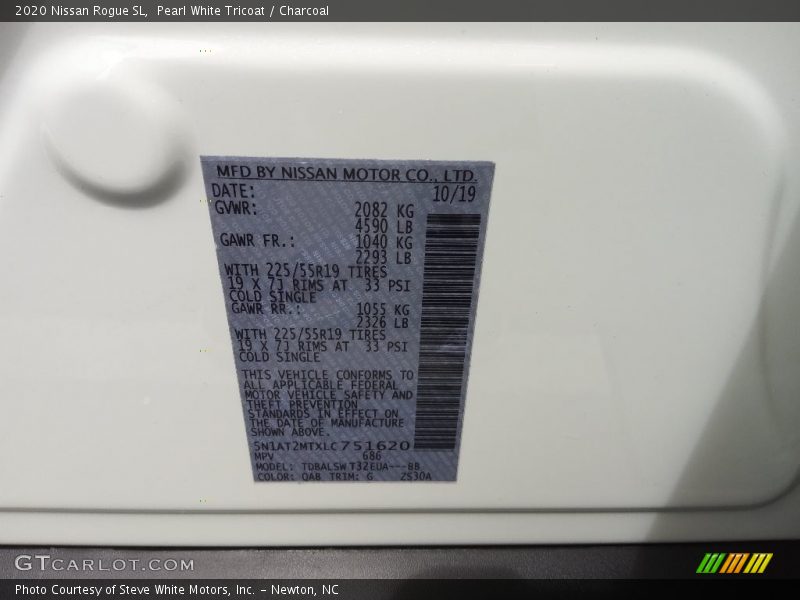 2020 Nissan Rogue SL, Pearl White Tricoat / Charcoal
MFD BY NISSAN MOTOR CO., LTD.
DATE: 10/19
GVWR: 2082 KG
4590 LB
GAWR FR.: 1040 KG
2293 LB
WITH 225/55R19 TIRES
19 X 7J RIMS AT 33 PSI
COLD SINGLE
GAWR RR.: 1055 KG
2326 LB
WITH 225/55R19 TIRES
19 X 7J RIMS AT 33 PSI
COLD SINGLE
THIS VEHICLE CONFORMS TO
ALL APPLICABLE FEDERAL
MOTOR VEHICLE SAFETY AND
THEFT PREVENTION
STANDARDS IN EFFECT ON
THE DATE OF MANUFACTURE
SHOWN ABOVE.
5N1AT2MTXLC751620
MPV 686
MODEL: TDBALSWT32EUA---BB
COLOR: QAB TRIM: G ZS30A
GTCARLOT.COM
Photo Courtesy of Steve White Motors, Inc. – Newton, NC